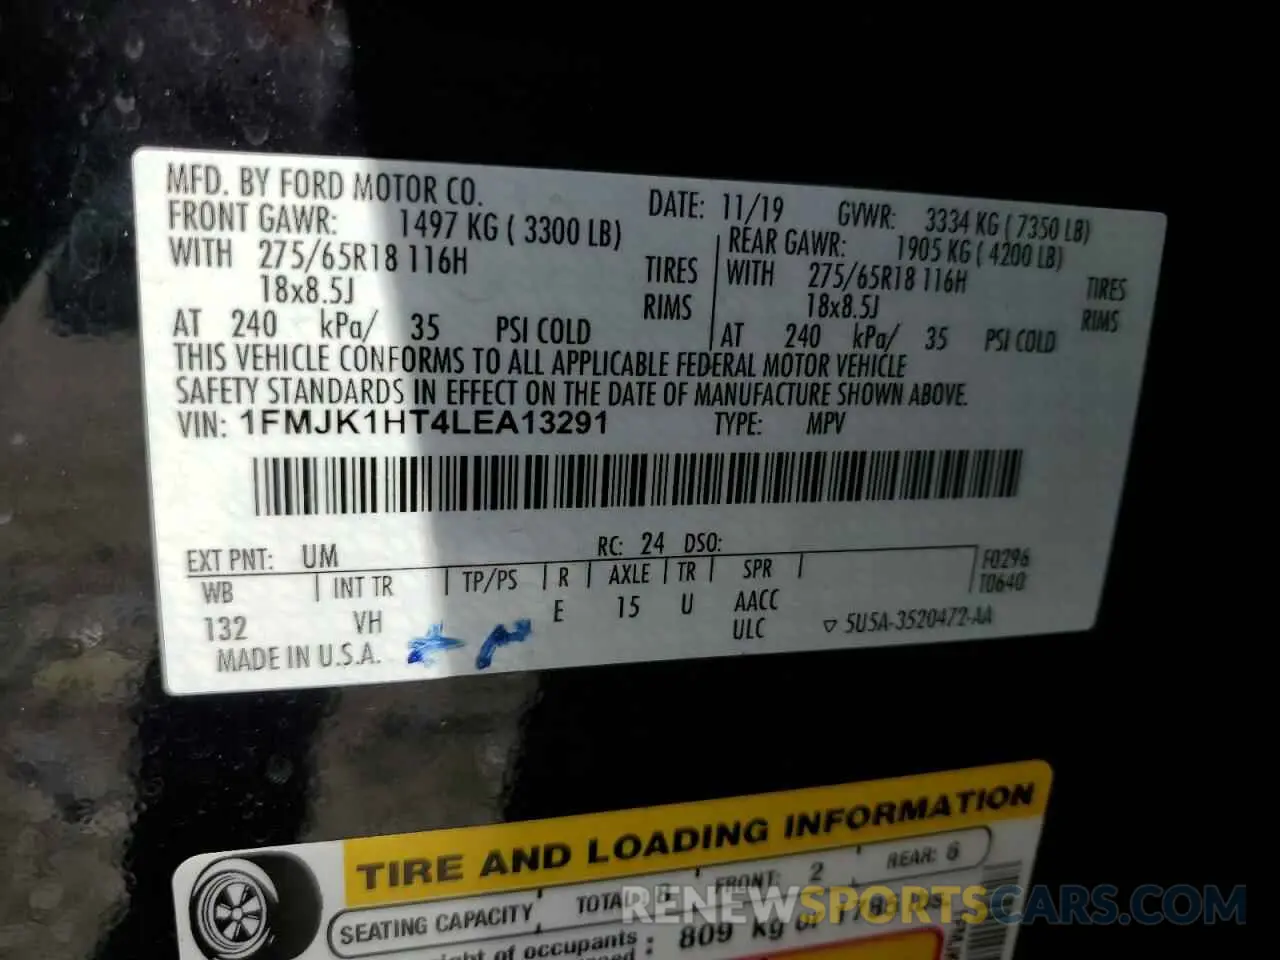 MFD. BY FORD MOTOR CO. DATE: 11/19 GVWR: 3334 KG ( 7350 LB)
FRONT GAWR: 1497 KG ( 3300 LB) REAR GAWR: 1905 KG ( 4200 LB)
WITH 275/65R18 116H TIRES WITH 275/65R18 116H TIRES
18x8.5J RIMS 18x8.5J RIMS
AT 240 kPa/ 35 PSI COLD AT 240 kPa/ 35 PSI COLD
THIS VEHICLE CONFORMS TO ALL APPLICABLE FEDERAL MOTOR VEHICLE
SAFETY STANDARDS IN EFFECT ON THE DATE OF MANUFACTURE SHOWN ABOVE.
VIN: 1FMJK1HT4LEA13291 TYPE: MPV
EXT PNT: UM RC: 24 DSO: F0296
WB INT TR TP/PS R AXLE TR SPR T0640
132 VH E 15 U AACC
ULC ▽ 5U5A-3520472-AA
MADE IN U.S.A.
TIRE AND LOADING INFORMATION
SEATING CAPACITY TOTAL 8 FRONT: 2 REAR: 6
of occupants : 809 kg or
RENEWSPORTSCARS.COM